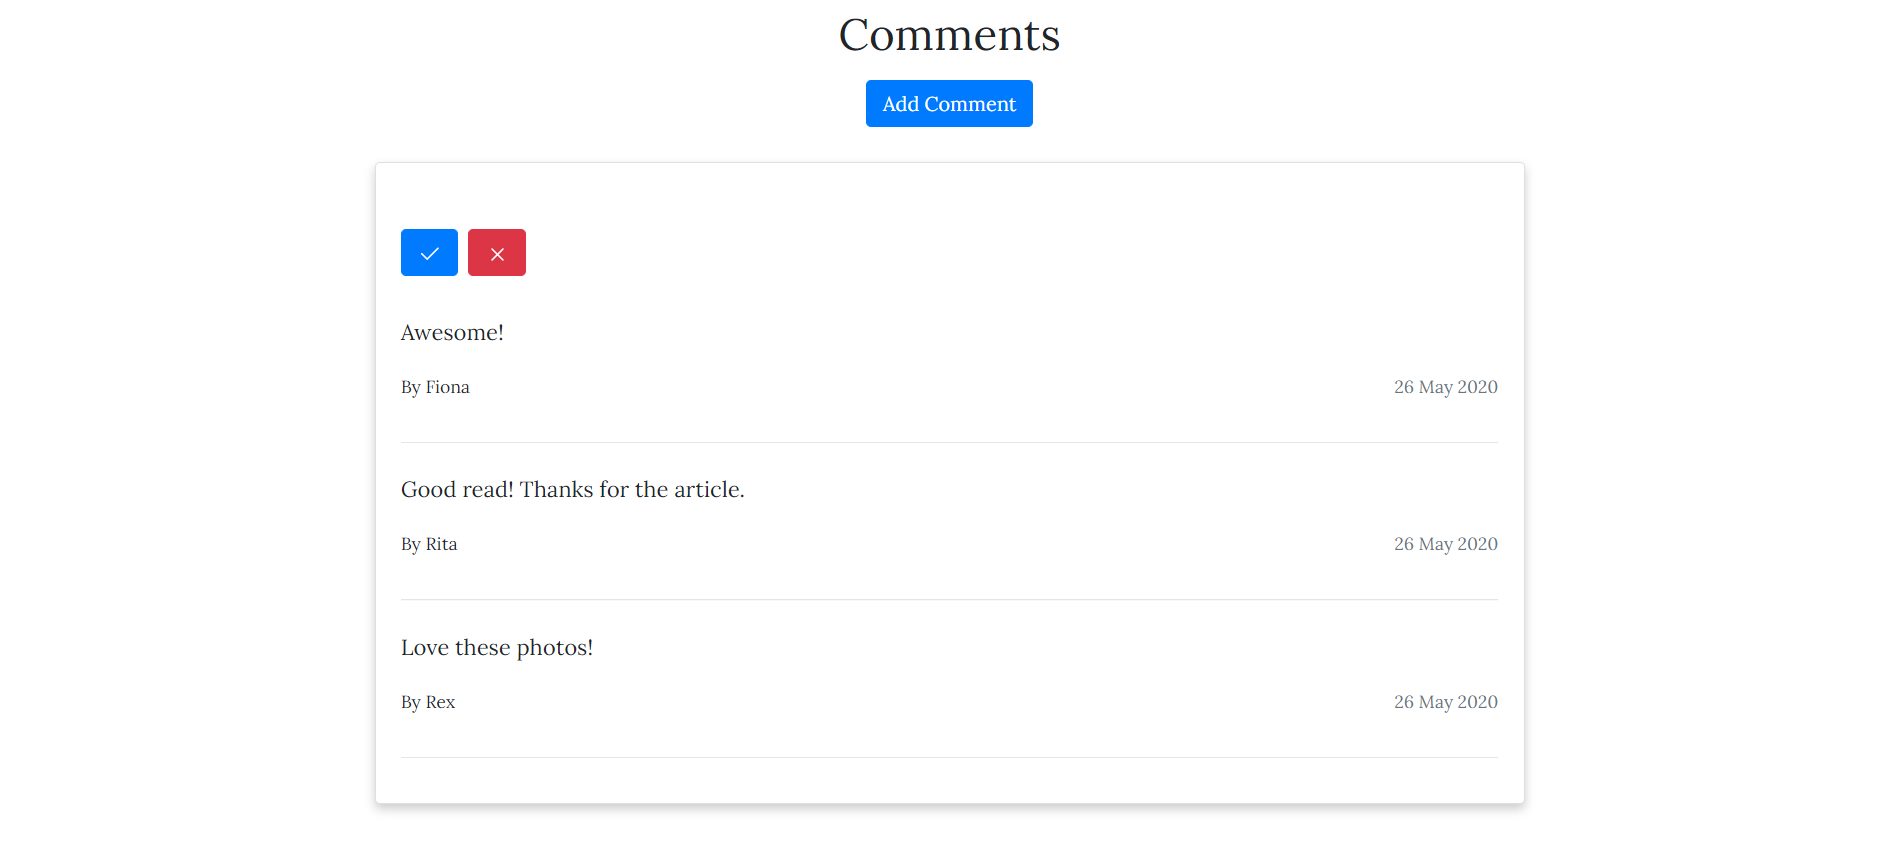 Comments
Add Comment
Awesome!
By Fiona 26 May 2020
Good read! Thanks for the article.
By Rita 26 May 2020
Love these photos!
By Rex 26 May 2020